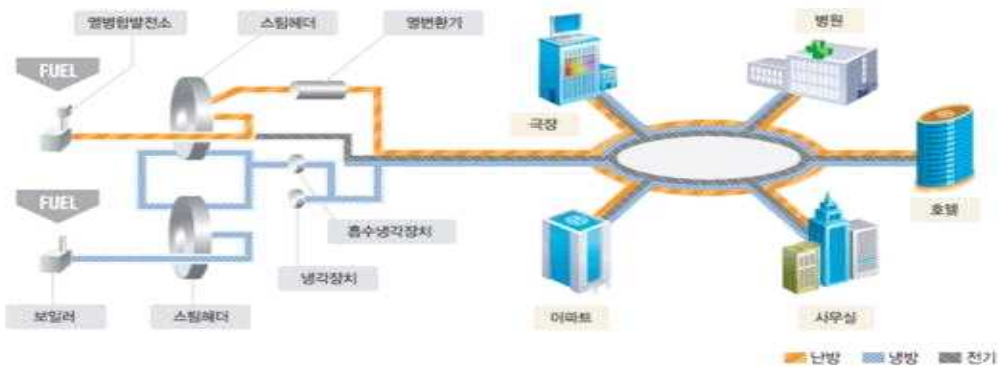 열병합발전소
스팀헤더
열변환기
병원
FUEL
극장
호텔
FUEL
흡수냉각장치
냉각장치
보일러
스팀헤더
아파트
사무실
난방
냉방
전기